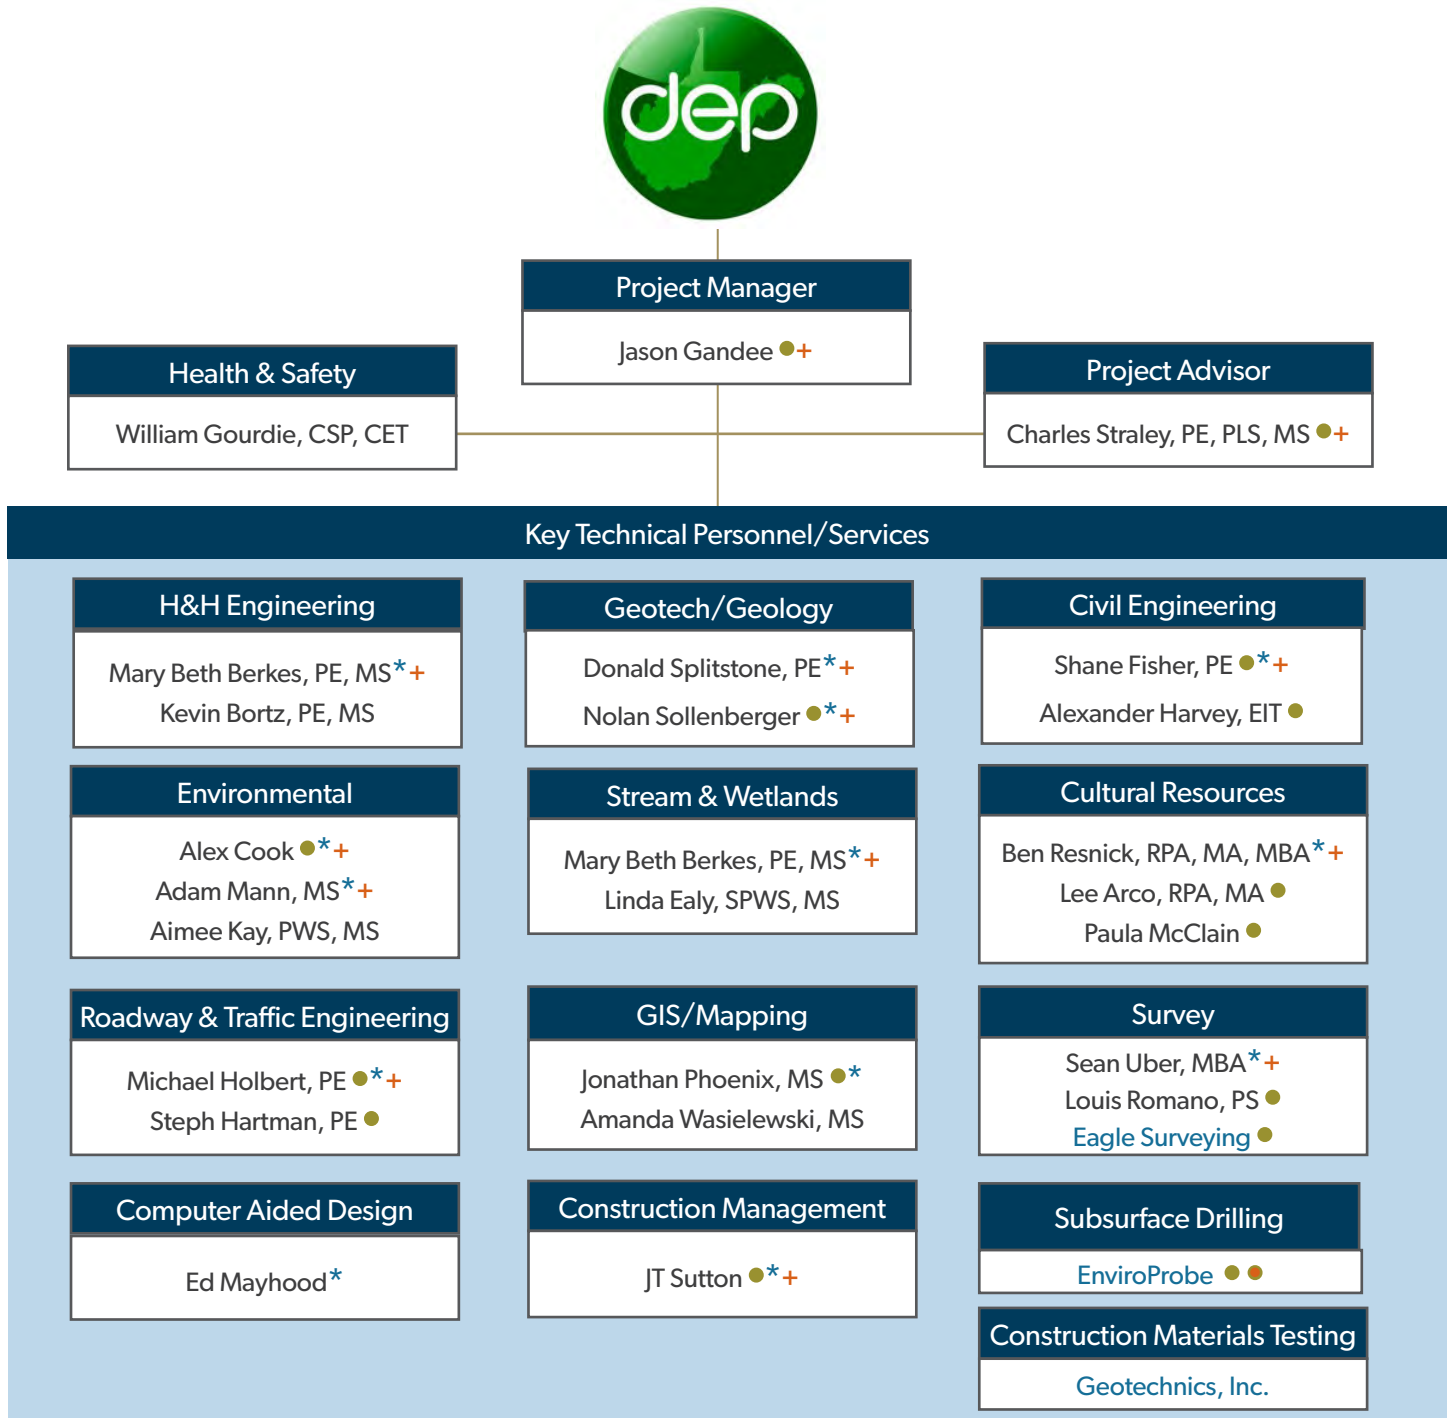 dep
Project Manager
Jason Gandee ●+
Health & Safety
William Gourdie, CSP, CET
Project Advisor
Charles Straley, PE, PLS, MS ●+
Key Technical Personnel/Services
H&H Engineering
Mary Beth Berkes, PE, MS*+
Kevin Bortz, PE, MS
Geotech/Geology
Donald Splitstone, PE*+
Nolan Sollenberger ●*+
Civil Engineering
Shane Fisher, PE ●*+
Alexander Harvey, EIT ●
Environmental
Alex Cook ●*+
Adam Mann, MS*+
Aimee Kay, PWS, MS
Stream & Wetlands
Mary Beth Berkes, PE, MS*+
Linda Ealy, SPWS, MS
Cultural Resources
Ben Resnick, RPA, MA, MBA*+
Lee Arco, RPA, MA ●
Paula McClain ●
Roadway & Traffic Engineering
Michael Holbert, PE ●*+
Steph Hartman, PE ●
GIS/Mapping
Jonathan Phoenix, MS ●*
Amanda Wasielewski, MS
Survey
Sean Uber, MBA*+
Louis Romano, PS ●
Eagle Surveying ●
Computer Aided Design
Ed Mayhood*
Construction Management
JT Sutton ●*+
Subsurface Drilling
EnviroProbe ● ●
Construction Materials Testing
Geotechnics, Inc.